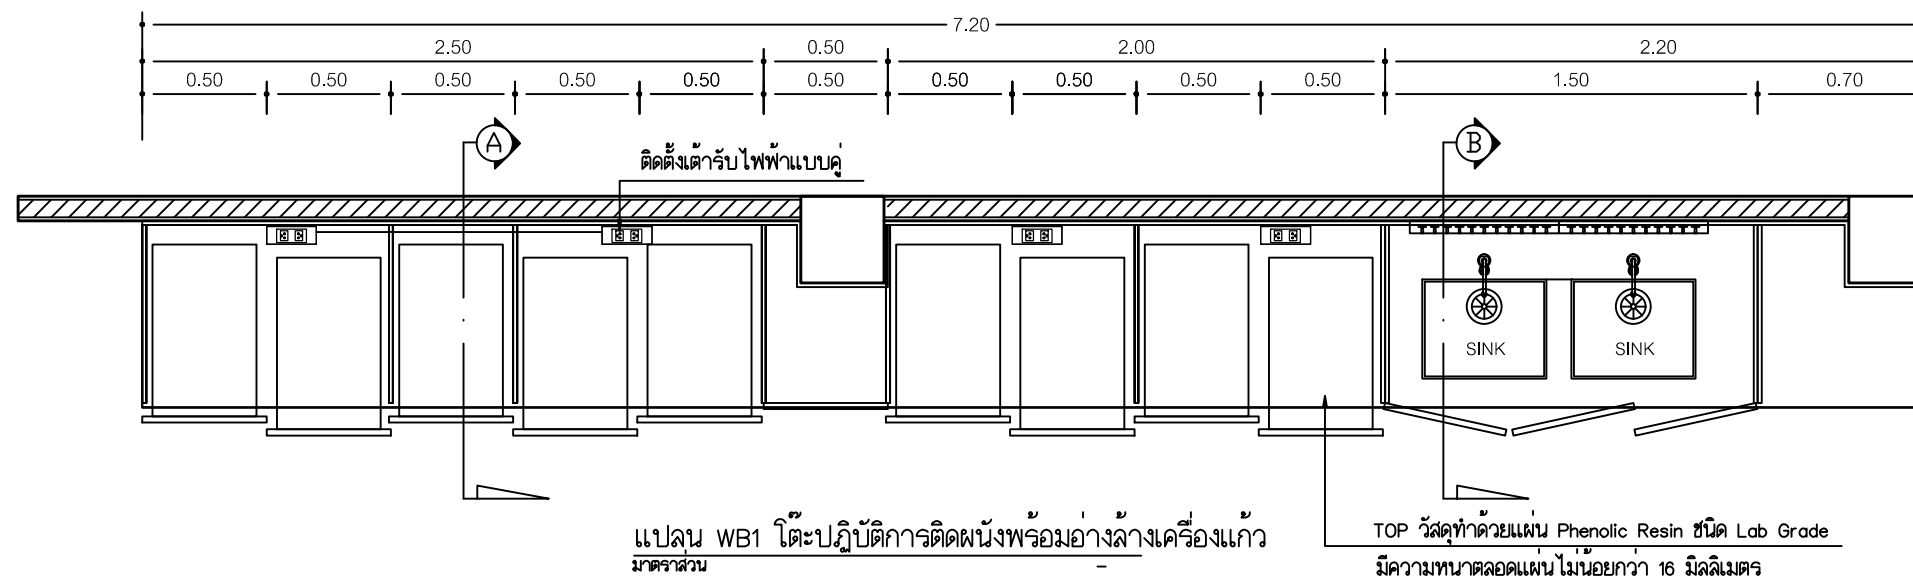 7.20
2.50 0.50 2.00 2.20
0.50 0.50 0.50 0.50 0.50 0.50 0.50 0.50 0.50 0.50 1.50 0.70
A B
ติดตั้งเต้ารับไฟฟ้าแบบคู่
SINK SINK
แปลน WB1 โต๊ะปฏิบัติการติดผนังพร้อมอ่างล้างเครื่องแก้ว
มาตราส่วน -
TOP วัสดุทำด้วยแผ่น Phenolic Resin ชนิด Lab Grade
มีความหนาตลอดแผ่นไม่น้อยกว่า 16 มิลลิเมตร